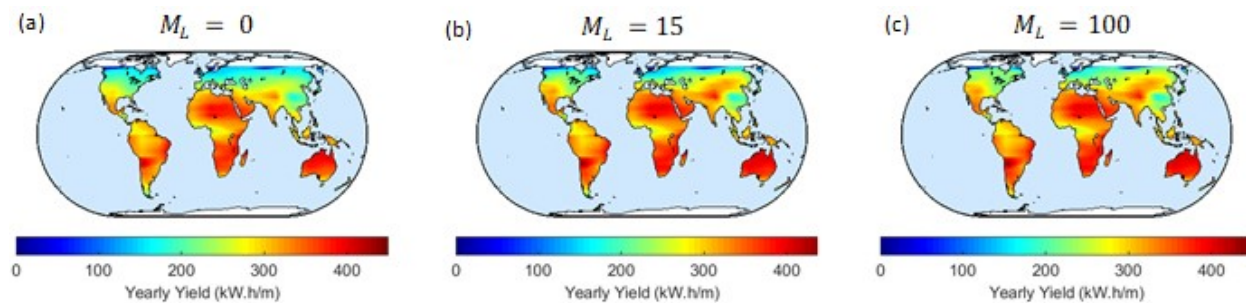 (a) M_L = 0
(b) M_L = 15
(c) M_L = 100
0 100 200 300 400
0 100 200 300 400
0 100 200 300 400
Yearly Yield (kW.h/m)
Yearly Yield (kW.h/m)
Yearly Yield (kW.h/m)